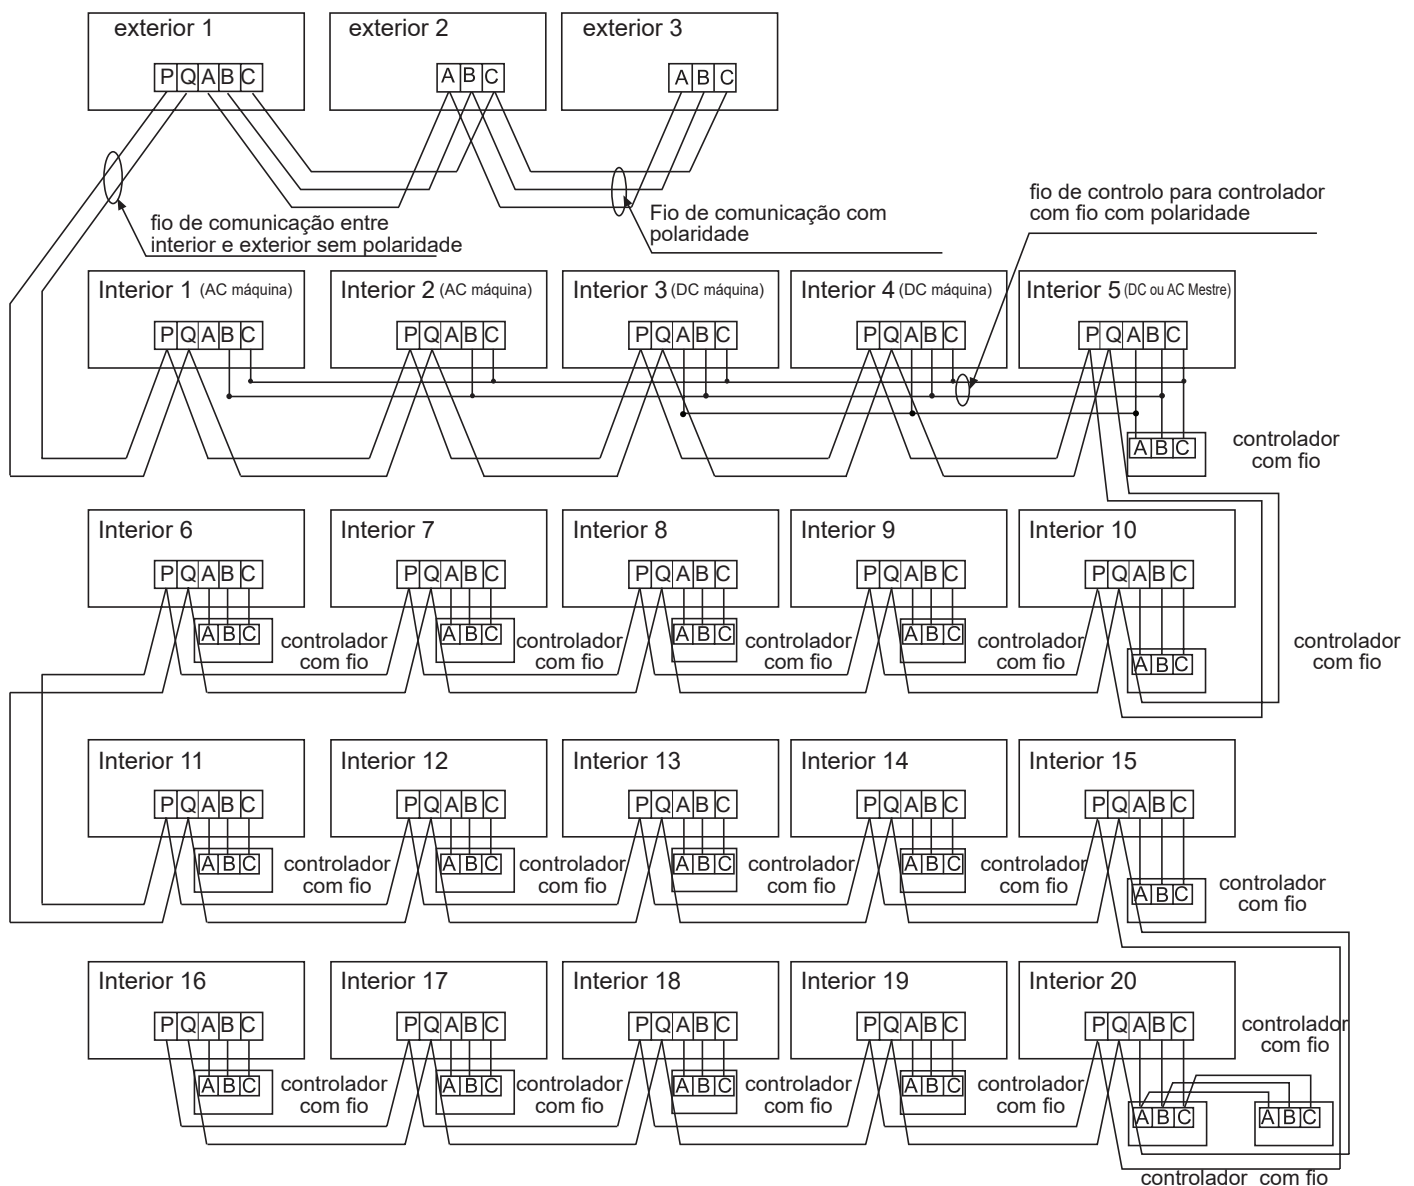 exterior 1
exterior 2
exterior 3
P Q A B C
A B C
A B C
fio de comunicação entre
interior e exterior sem polaridade
Fio de comunicação com
polaridade
fio de controlo para controlador
com fio com polaridade
Interior 1 (AC máquina)
Interior 2 (AC máquina)
Interior 3 (DC máquina)
Interior 4 (DC máquina)
Interior 5 (DC ou AC Mestre)
P Q A B C
P Q A B C
P Q A B C
P Q A B C
P Q A B C
A B C
controlador
com fio
Interior 6
Interior 7
Interior 8
Interior 9
Interior 10
P Q A B C
P Q A B C
P Q A B C
P Q A B C
P Q A B C
A B C
controlador
com fio
A B C
controlador
com fio
A B C
controlador
com fio
A B C
controlador
com fio
A B C
controlador
com fio
Interior 11
Interior 12
Interior 13
Interior 14
Interior 15
P Q A B C
P Q A B C
P Q A B C
P Q A B C
P Q A B C
A B C
controlador
com fio
A B C
controlador
com fio
A B C
controlador
com fio
A B C
controlador
com fio
A B C
controlador
com fio
Interior 16
Interior 17
Interior 18
Interior 19
Interior 20
P Q A B C
P Q A B C
P Q A B C
P Q A B C
P Q A B C
controlador
com fio
A B C
controlador
com fio
A B C
controlador
com fio
A B C
controlador
com fio
A B C
controlador
com fio
A B C
A B C
controlador com fio